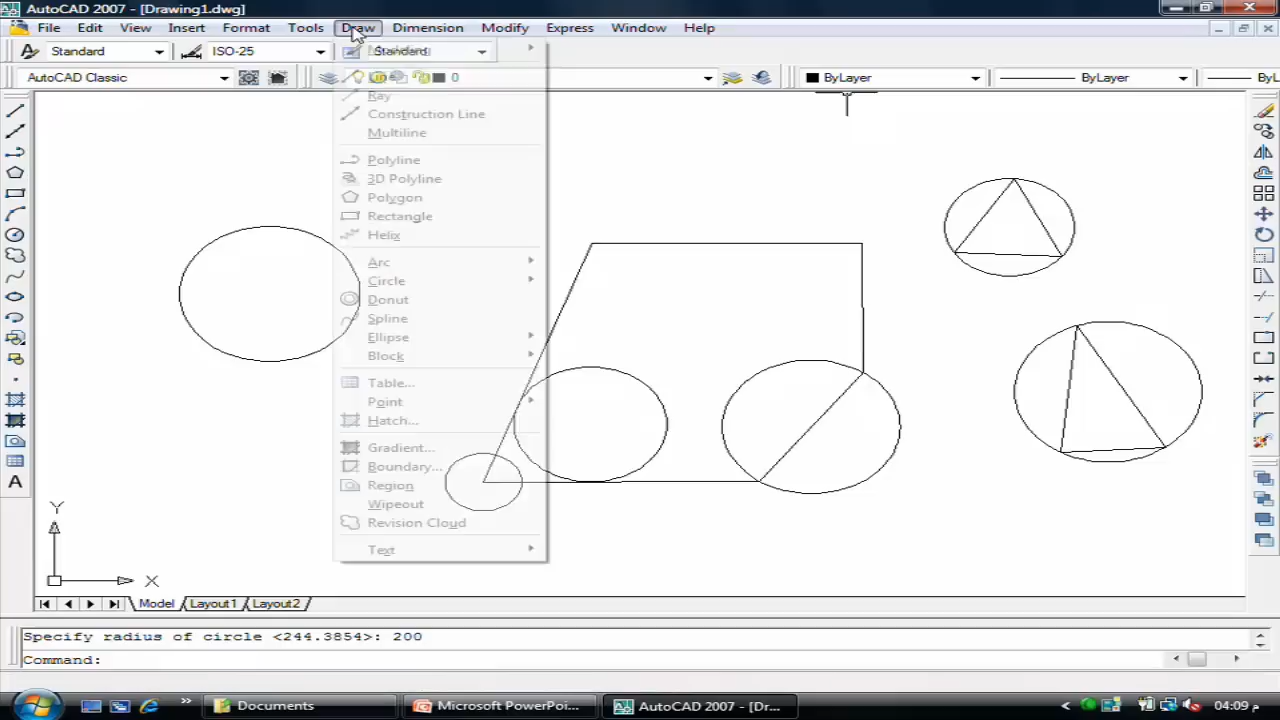 AutoCAD 2007 - [Drawing1.dwg]
File Edit View Insert Format Tools Draw Dimension Modify Express Window Help
Standard ISO-25 Standard
AutoCAD Classic 0 ByLayer ByLayer ByL
Ray
Construction Line
Multiline
Polyline
3D Polyline
Polygon
Rectangle
Helix
Arc
Circle
Donut
Spline
Ellipse
Block
Table...
Point
Hatch...
Gradient...
Boundary...
Region
Wipeout
Revision Cloud
Text
Y
X
Model Layout1 Layout2
Specify radius of circle <244.3854>: 200
Command:
Documents Microsoft PowerPoi... AutoCAD 2007 - [Dr... 04:09 م